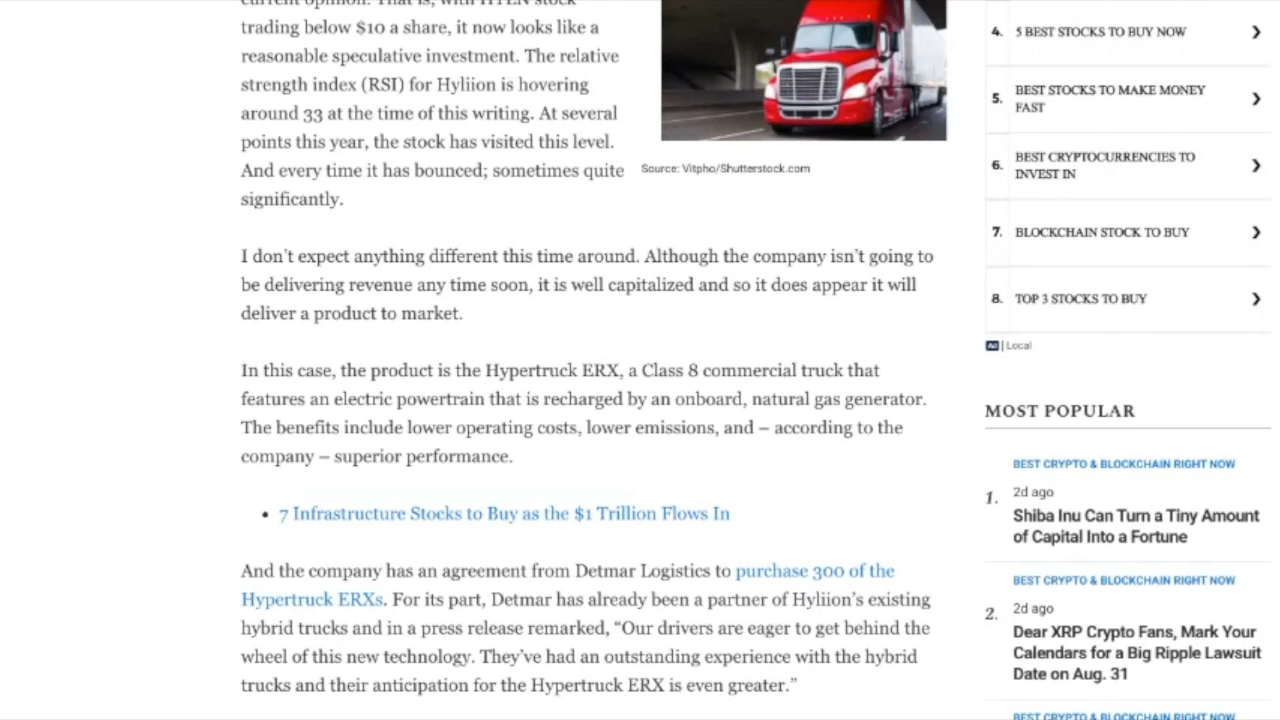 current opinion. That is, with HYLN stock
trading below $10 a share, it now looks like a
reasonable speculative investment. The relative
strength index (RSI) for Hyliion is hovering
around 33 at the time of this writing. At several
points this year, the stock has visited this level.
And every time it has bounced; sometimes quite
significantly.
Source: Vitpho/Shutterstock.com
I don’t expect anything different this time around. Although the company isn’t going to
be delivering revenue any time soon, it is well capitalized and so it does appear it will
deliver a product to market.
In this case, the product is the Hypertruck ERX, a Class 8 commercial truck that
features an electric powertrain that is recharged by an onboard, natural gas generator.
The benefits include lower operating costs, lower emissions, and – according to the
company – superior performance.
• 7 Infrastructure Stocks to Buy as the $1 Trillion Flows In
And the company has an agreement from Detmar Logistics to purchase 300 of the
Hypertruck ERXs. For its part, Detmar has already been a partner of Hyliion’s existing
hybrid trucks and in a press release remarked, “Our drivers are eager to get behind the
wheel of this new technology. They’ve had an outstanding experience with the hybrid
trucks and their anticipation for the Hypertruck ERX is even greater.”
4. 5 BEST STOCKS TO BUY NOW
5. BEST STOCKS TO MAKE MONEY
FAST
6. BEST CRYPTOCURRENCIES TO
INVEST IN
7. BLOCKCHAIN STOCK TO BUY
8. TOP 3 STOCKS TO BUY
Ad | Local
MOST POPULAR
BEST CRYPTO & BLOCKCHAIN RIGHT NOW
1. 2d ago
Shiba Inu Can Turn a Tiny Amount
of Capital Into a Fortune
BEST CRYPTO & BLOCKCHAIN RIGHT NOW
2. 2d ago
Dear XRP Crypto Fans, Mark Your
Calendars for a Big Ripple Lawsuit
Date on Aug. 31
BEST CRYPTO & BLOCKCHAIN RIGHT NOW